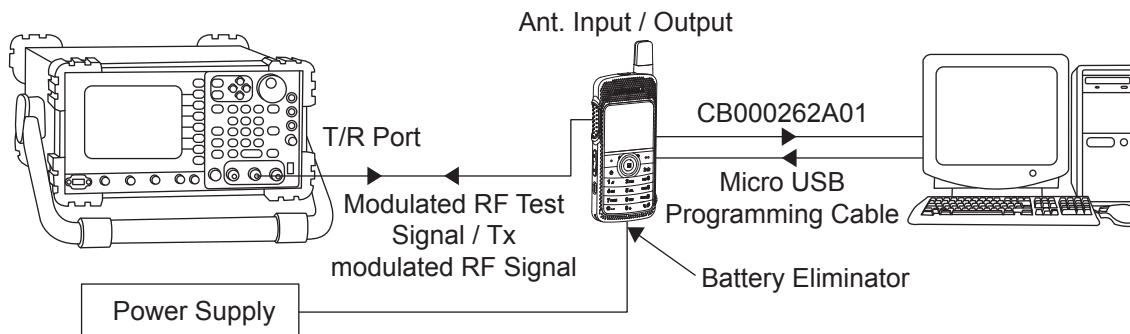 Ant. Input / Output
CB000262A01
T/R Port
Micro USB
Programming Cable
Modulated RF Test
Signal / Tx
modulated RF Signal
Battery Eliminator
Power Supply